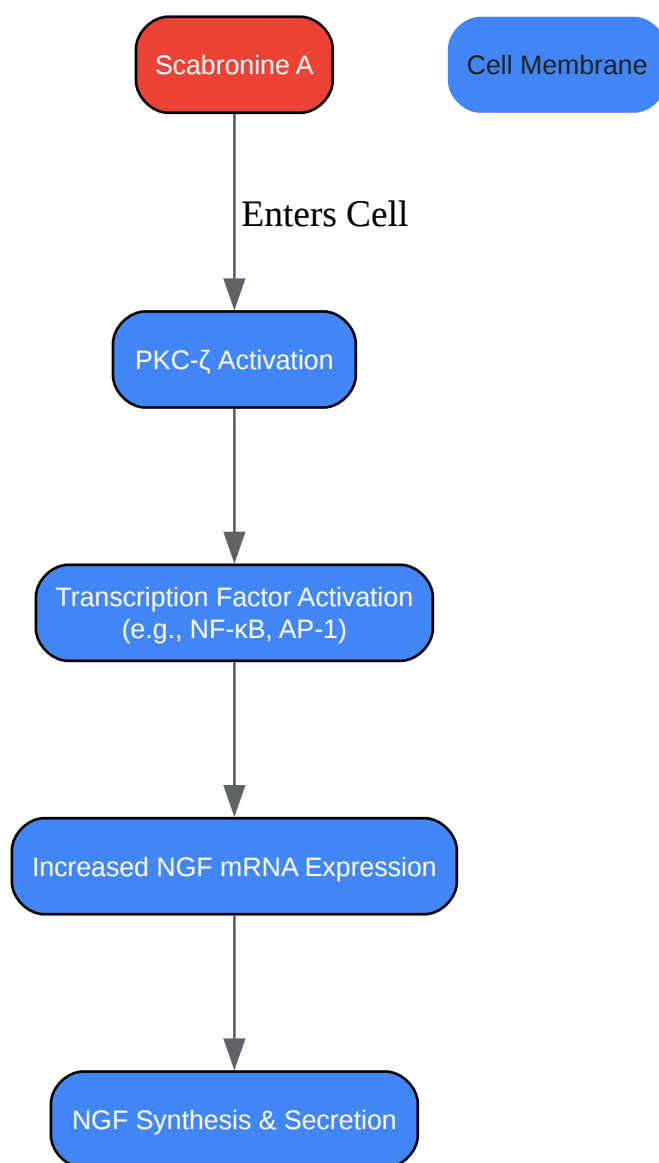 Scabronine A
Cell Membrane
Enters Cell
PKC-ζ Activation
Transcription Factor Activation
(e.g., NF-κB, AP-1)
Increased NGF mRNA Expression
NGF Synthesis & Secretion